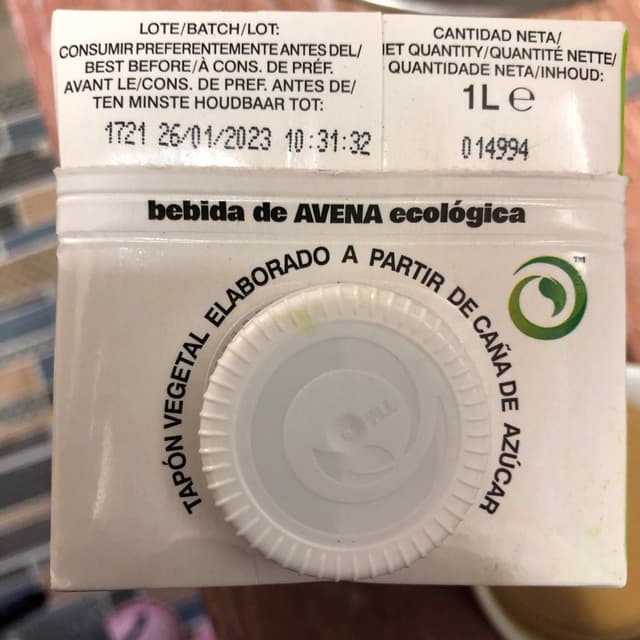 LOTE/BATCH/LOT:
CONSUMIR PREFERENTEMENTE ANTES DEL/
BEST BEFORE/À CONS. DE PRÉF.
AVANT LE/CONS. DE PREF. ANTES DE/
TEN MINSTE HOUDBAAR TOT:
1721 26/01/2023 10:31:32
CANTIDAD NETA/
NET QUANTITY/QUANTITÉ NETTE/
QUANTIDADE NETA/INHOUD:
1L e
014994
bebida de AVENA ecológica
TAPÓN VEGETAL ELABORADO A PARTIR DE CAÑA DE AZÚCAR
TM